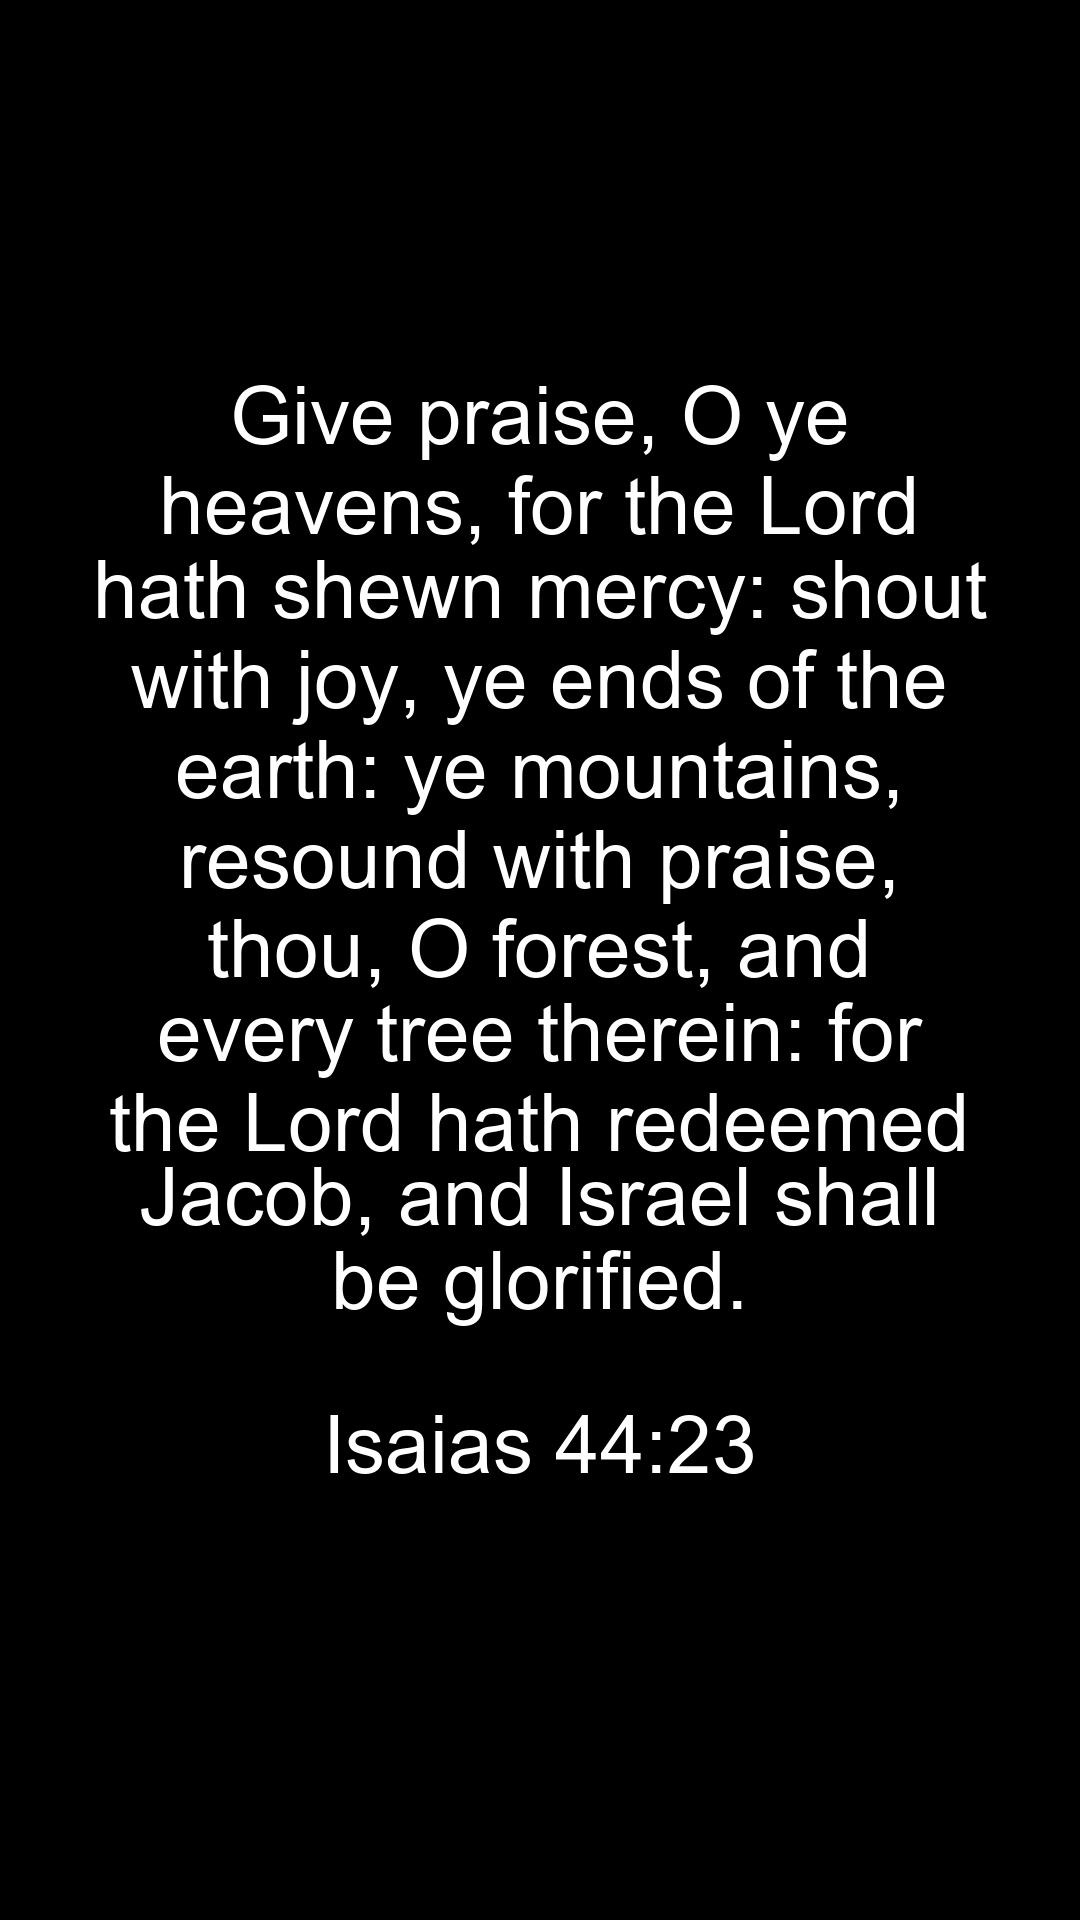 Give praise, O ye
heavens, for the Lord
hath shewn mercy: shout
with joy, ye ends of the
earth: ye mountains,
resound with praise,
thou, O forest, and
every tree therein: for
the Lord hath redeemed
Jacob, and Israel shall
be glorified.
Isaias 44:23